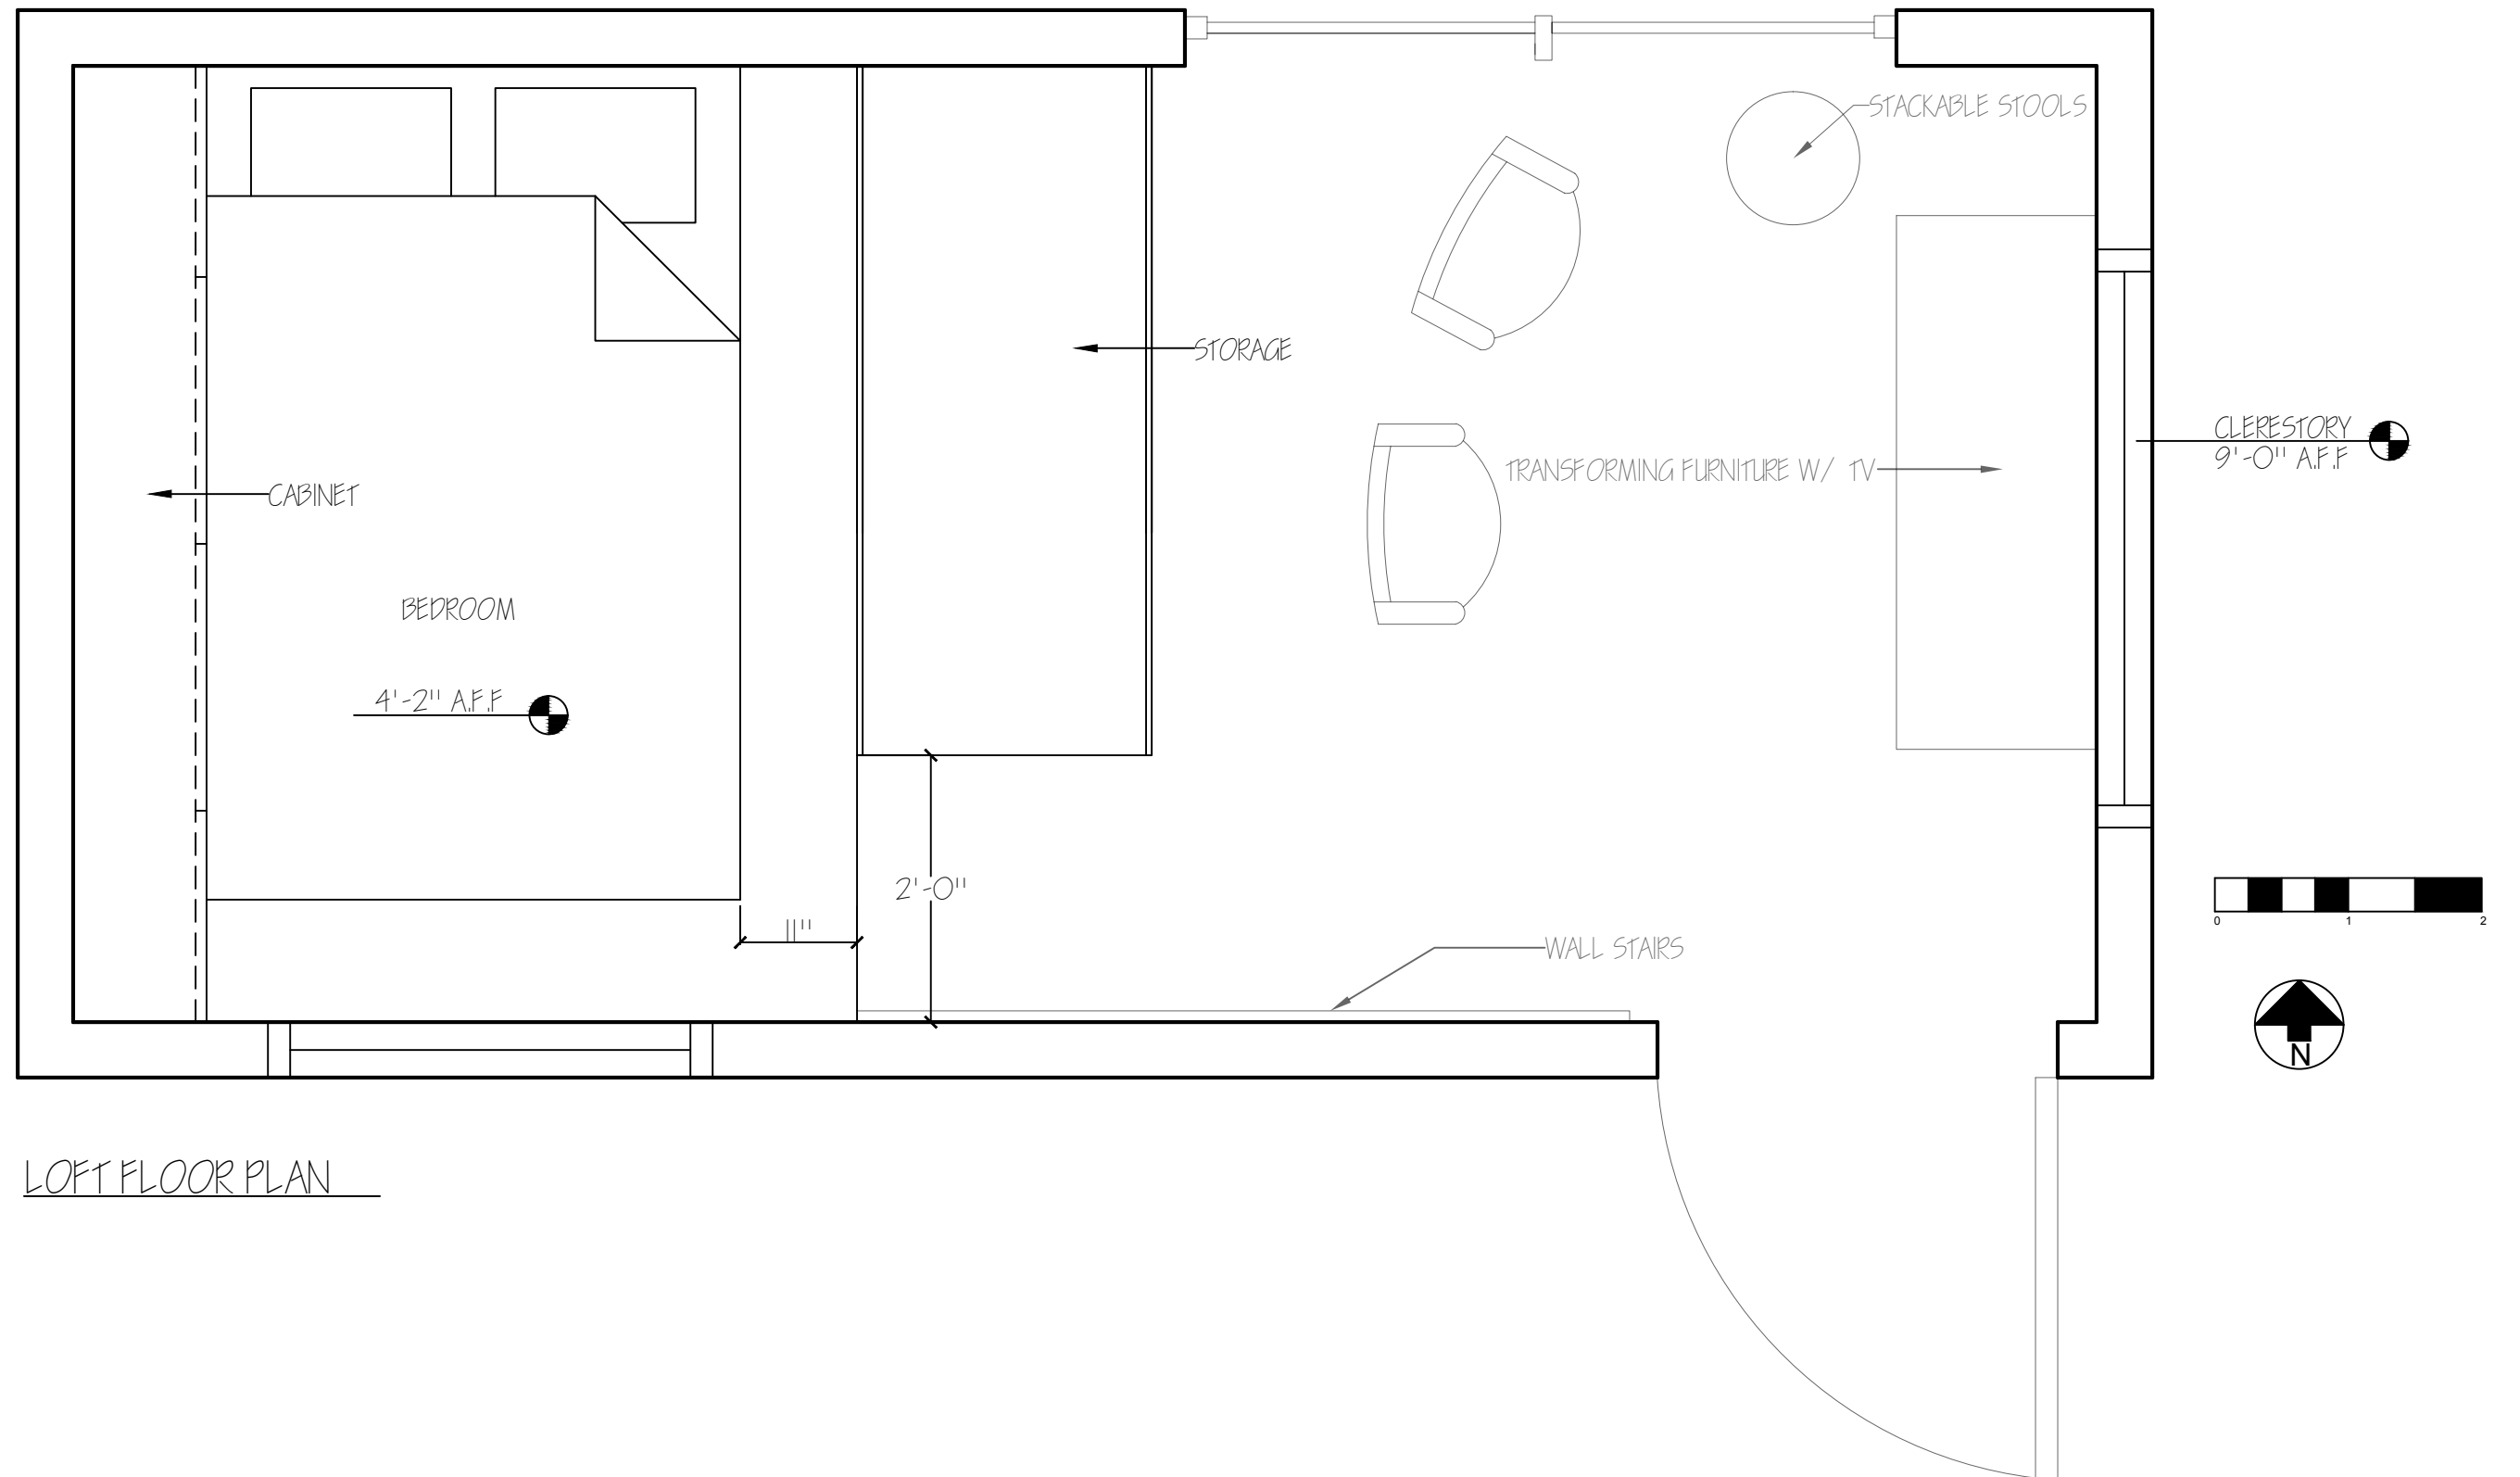 STACKABLE STOOLS
STORAGE
CLERESTORY
9'-0" A.F.F
TRANSFORMING FURNITURE W/ TV
CABINET
BEDROOM
4'-2" A.F.F
2'-0"
11"
WALL STAIRS
0 1 2
N
LOFT FLOOR PLAN